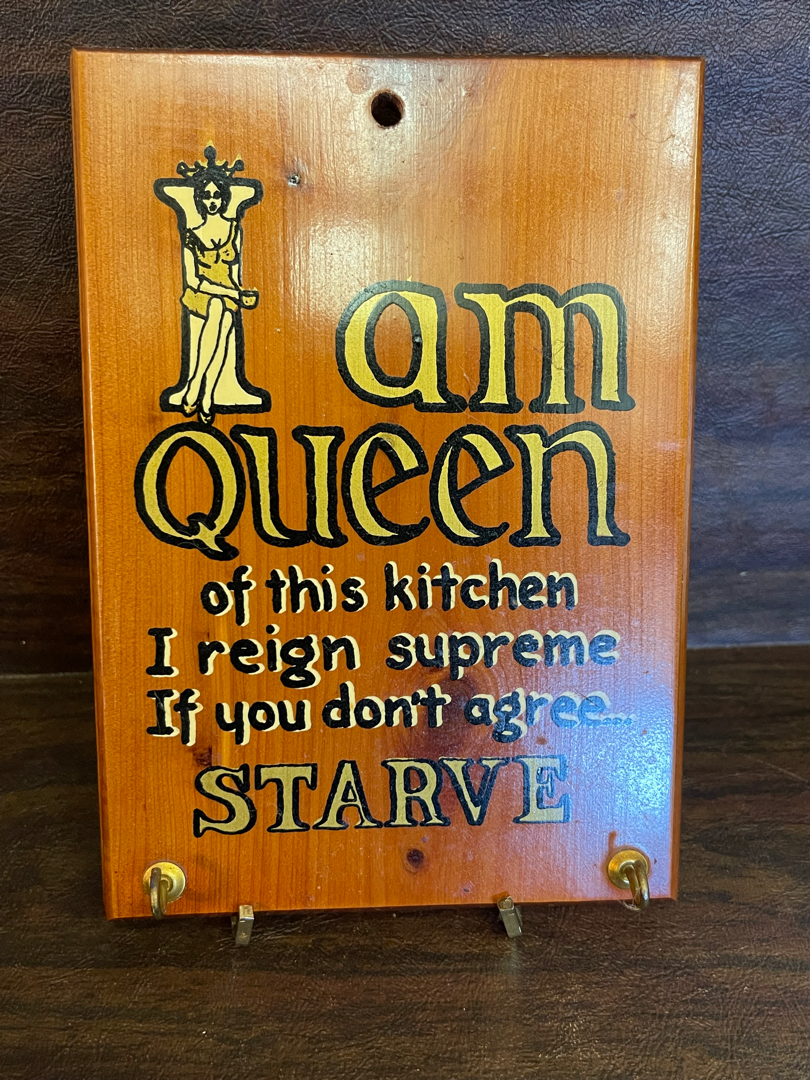 I am
Queen
of this kitchen
I reign supreme
If you don't agree...
STARVE